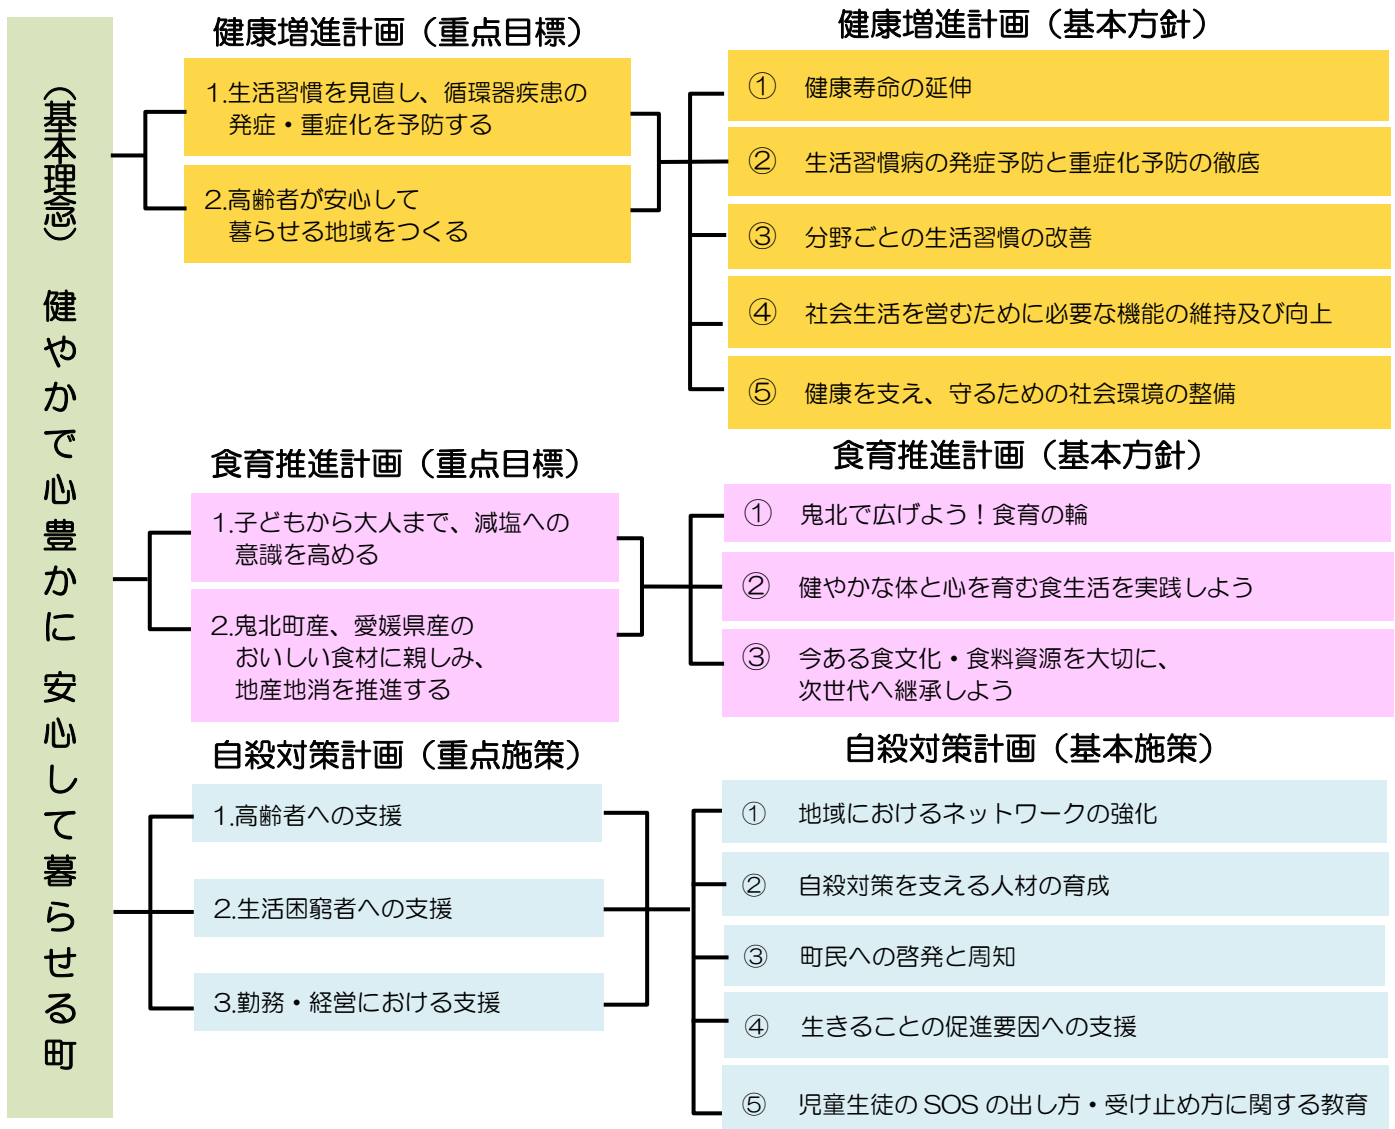 （基本理念）　健やかで心豊かに　安心して暮らせる町
健康増進計画（重点目標）
1.生活習慣を見直し、循環器疾患の
発症・重症化を予防する
2.高齢者が安心して
暮らせる地域をつくる
健康増進計画（基本方針）
①　健康寿命の延伸
②　生活習慣病の発症予防と重症化予防の徹底
③　分野ごとの生活習慣の改善
④　社会生活を営むために必要な機能の維持及び向上
⑤　健康を支え、守るための社会環境の整備
食育推進計画（重点目標）
1.子どもから大人まで、減塩への
意識を高める
2.鬼北町産、愛媛県産の
おいしい食材に親しみ、
地産地消を推進する
食育推進計画（基本方針）
①　鬼北で広げよう！食育の輪
②　健やかな体と心を育む食生活を実践しよう
③　今ある食文化・食料資源を大切に、
次世代へ継承しよう
自殺対策計画（重点施策）
1.高齢者への支援
2.生活困窮者への支援
3.勤務・経営における支援
自殺対策計画（基本施策）
①　地域におけるネットワークの強化
②　自殺対策を支える人材の育成
③　町民への啓発と周知
④　生きることの促進要因への支援
⑤　児童生徒の SOS の出し方・受け止め方に関する教育